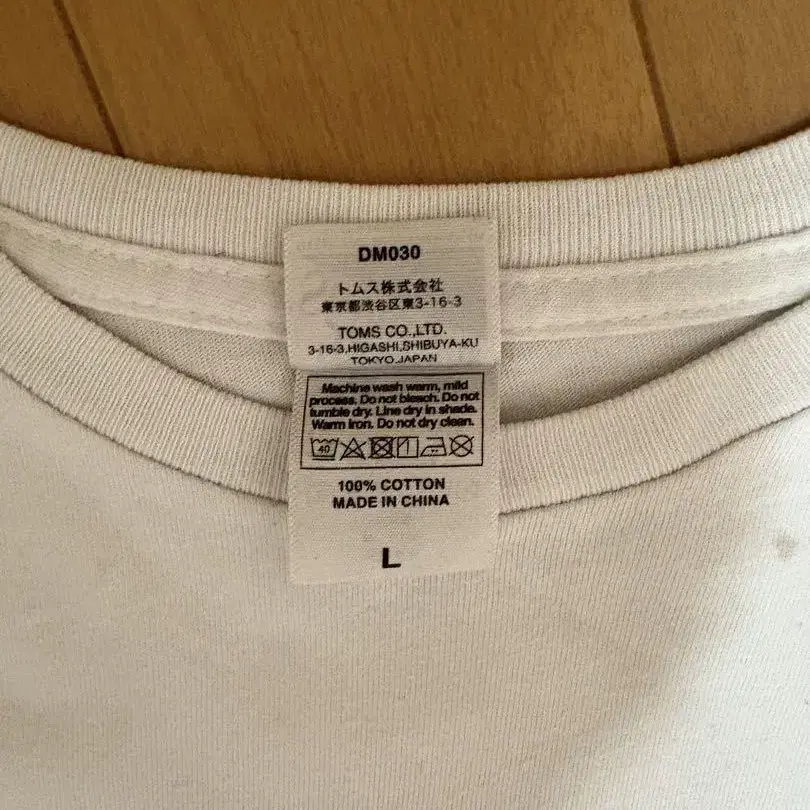 DM030
トムス株式会社
東京都渋谷区東3-16-3
TOMS CO.,LTD.
3-16-3,HIGASHI,SHIBUYA-KU
TOKYO,JAPAN
Machine wash warm, mild
process. Do not bleach. Do not
tumble dry. Line dry in shade.
Warm iron. Do not dry clean.
40
100% COTTON
MADE IN CHINA
L